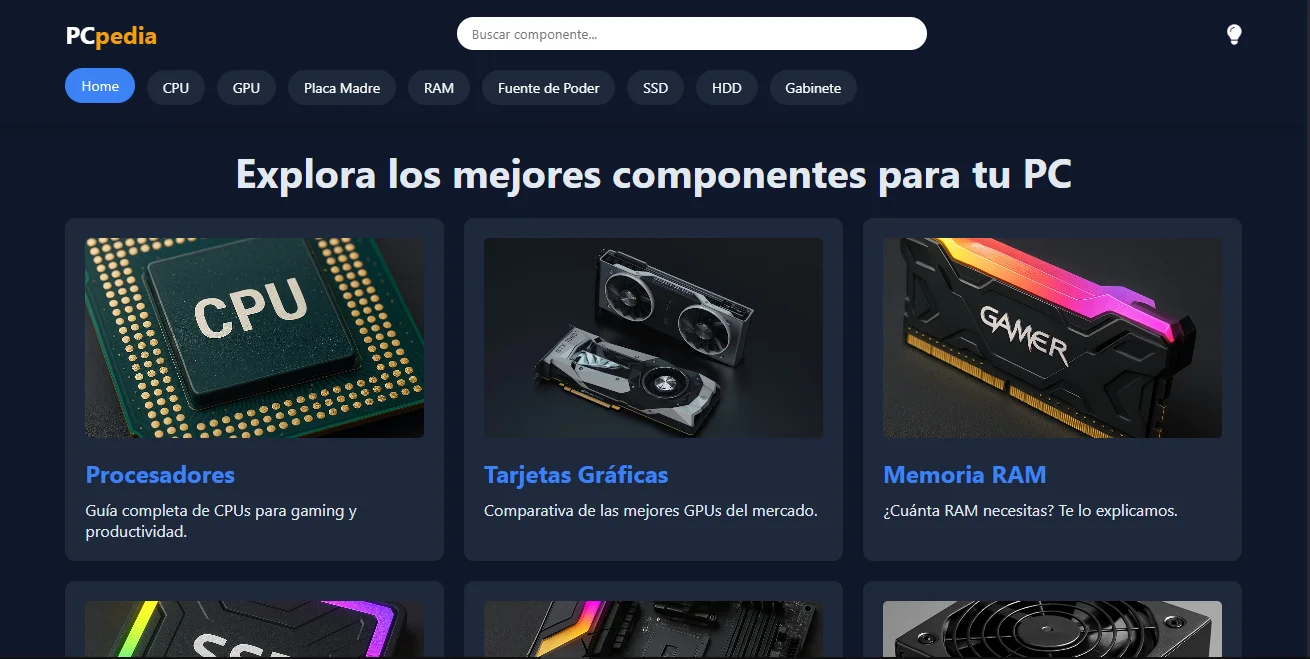 PCpedia
Buscar componente...
Home CPU GPU Placa Madre RAM Fuente de Poder SSD HDD Gabinete
Explora los mejores componentes para tu PC
CPU
GAMER
Procesadores
Guía completa de CPUs para gaming y
productividad.
Tarjetas Gráficas
Comparativa de las mejores GPUs del mercado.
Memoria RAM
¿Cuánta RAM necesitas? Te lo explicamos.